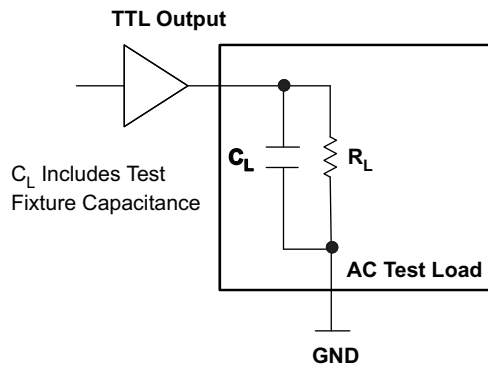 TTL Output
C_L
R_L
C_L Includes Test
Fixture Capacitance
AC Test Load
GND